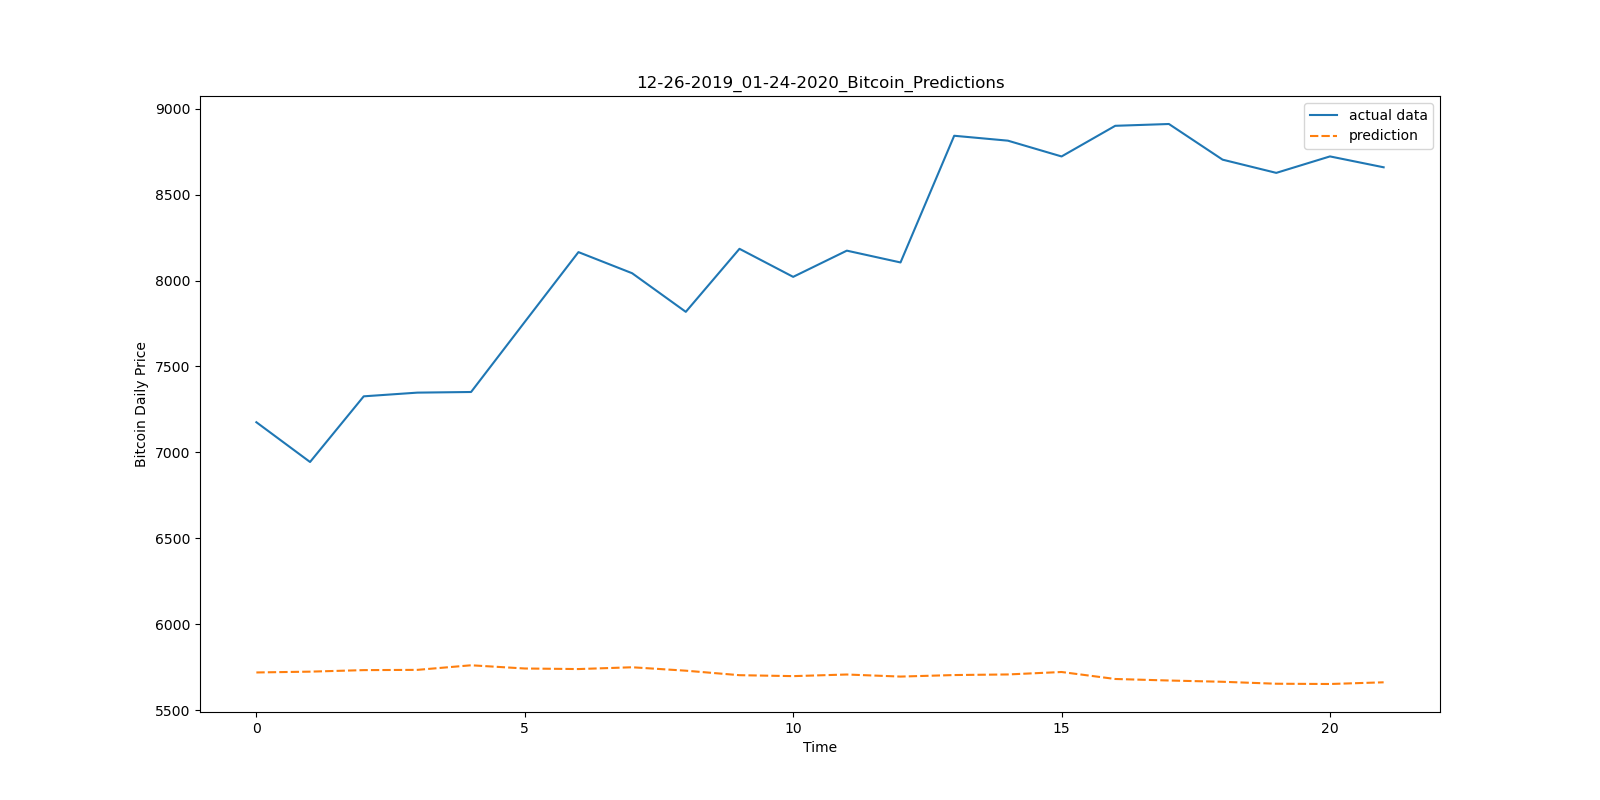 12-26-2019_01-24-2020_Bitcoin_Predictions
actual data
prediction
Bitcoin Daily Price
9000
8500
8000
7500
7000
6500
6000
5500
0 5 10 15 20
Time